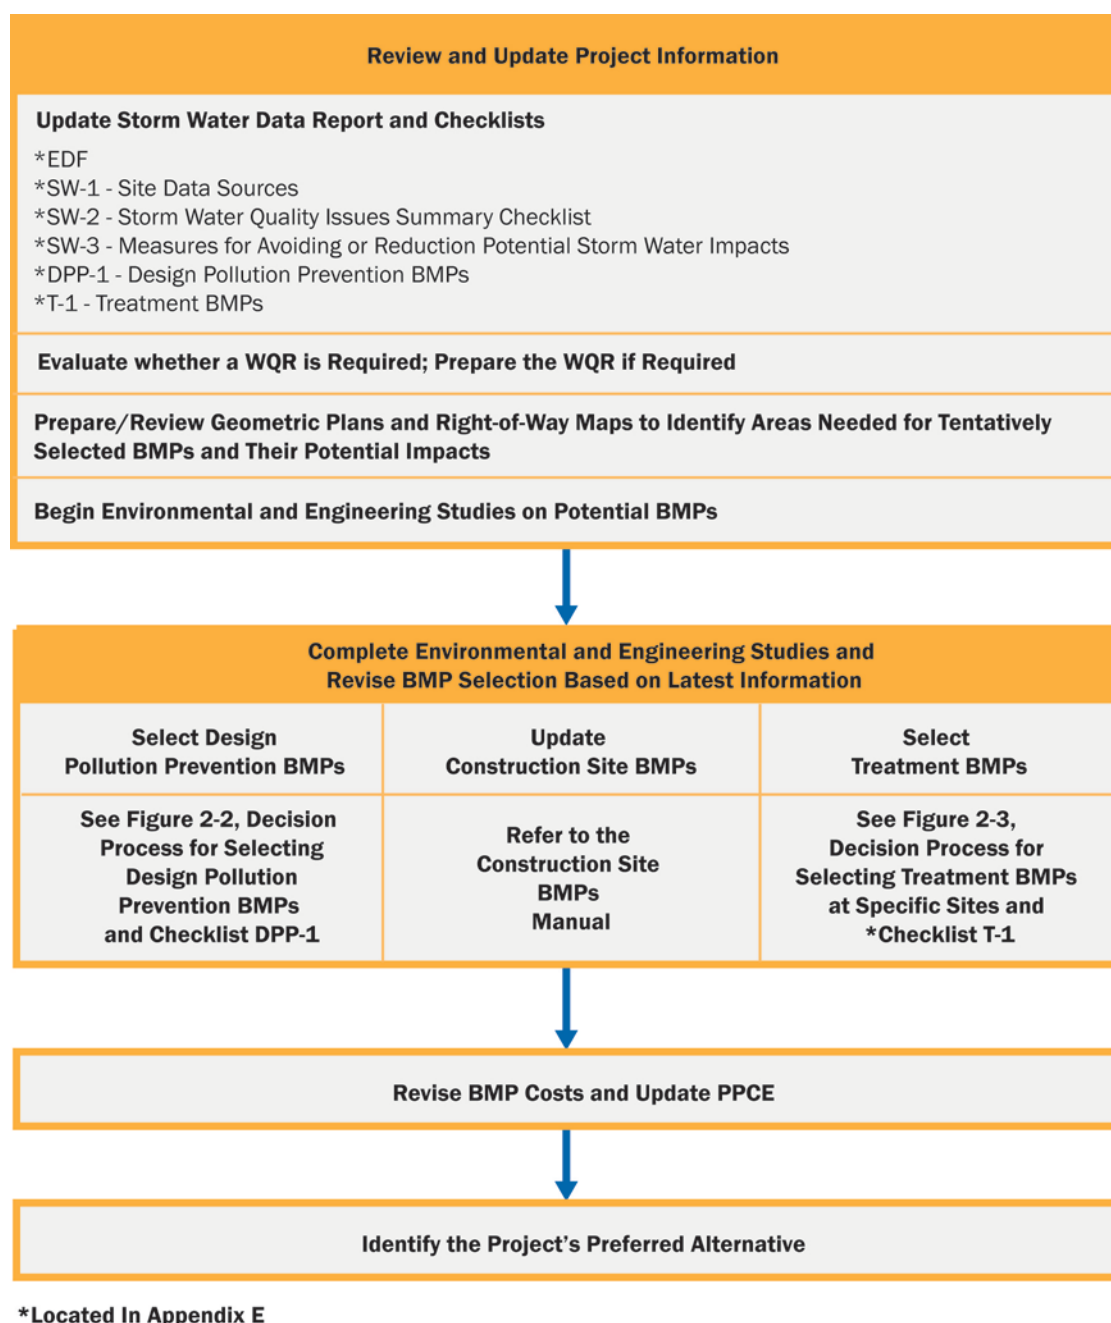 Review and Update Project Information
Update Storm Water Data Report and Checklists
*EDF
*SW-1 - Site Data Sources
*SW-2 - Storm Water Quality Issues Summary Checklist
*SW-3 - Measures for Avoiding or Reduction Potential Storm Water Impacts
*DPP-1 - Design Pollution Prevention BMPs
*T-1 - Treatment BMPs
Evaluate whether a WQR is Required; Prepare the WQR if Required
Prepare/Review Geometric Plans and Right-of-Way Maps to Identify Areas Needed for Tentatively
Selected BMPs and Their Potential Impacts
Begin Environmental and Engineering Studies on Potential BMPs
Complete Environmental and Engineering Studies and
Revise BMP Selection Based on Latest Information
Select Design
Pollution Prevention BMPs
Update
Construction Site BMPs
Select
Treatment BMPs
See Figure 2-2, Decision
Process for Selecting
Design Pollution
Prevention BMPs
and Checklist DPP-1
Refer to the
Construction Site
BMPs
Manual
See Figure 2-3,
Decision Process for
Selecting Treatment BMPs
at Specific Sites and
*Checklist T-1
Revise BMP Costs and Update PPCE
Identify the Project's Preferred Alternative
*Located In Appendix E